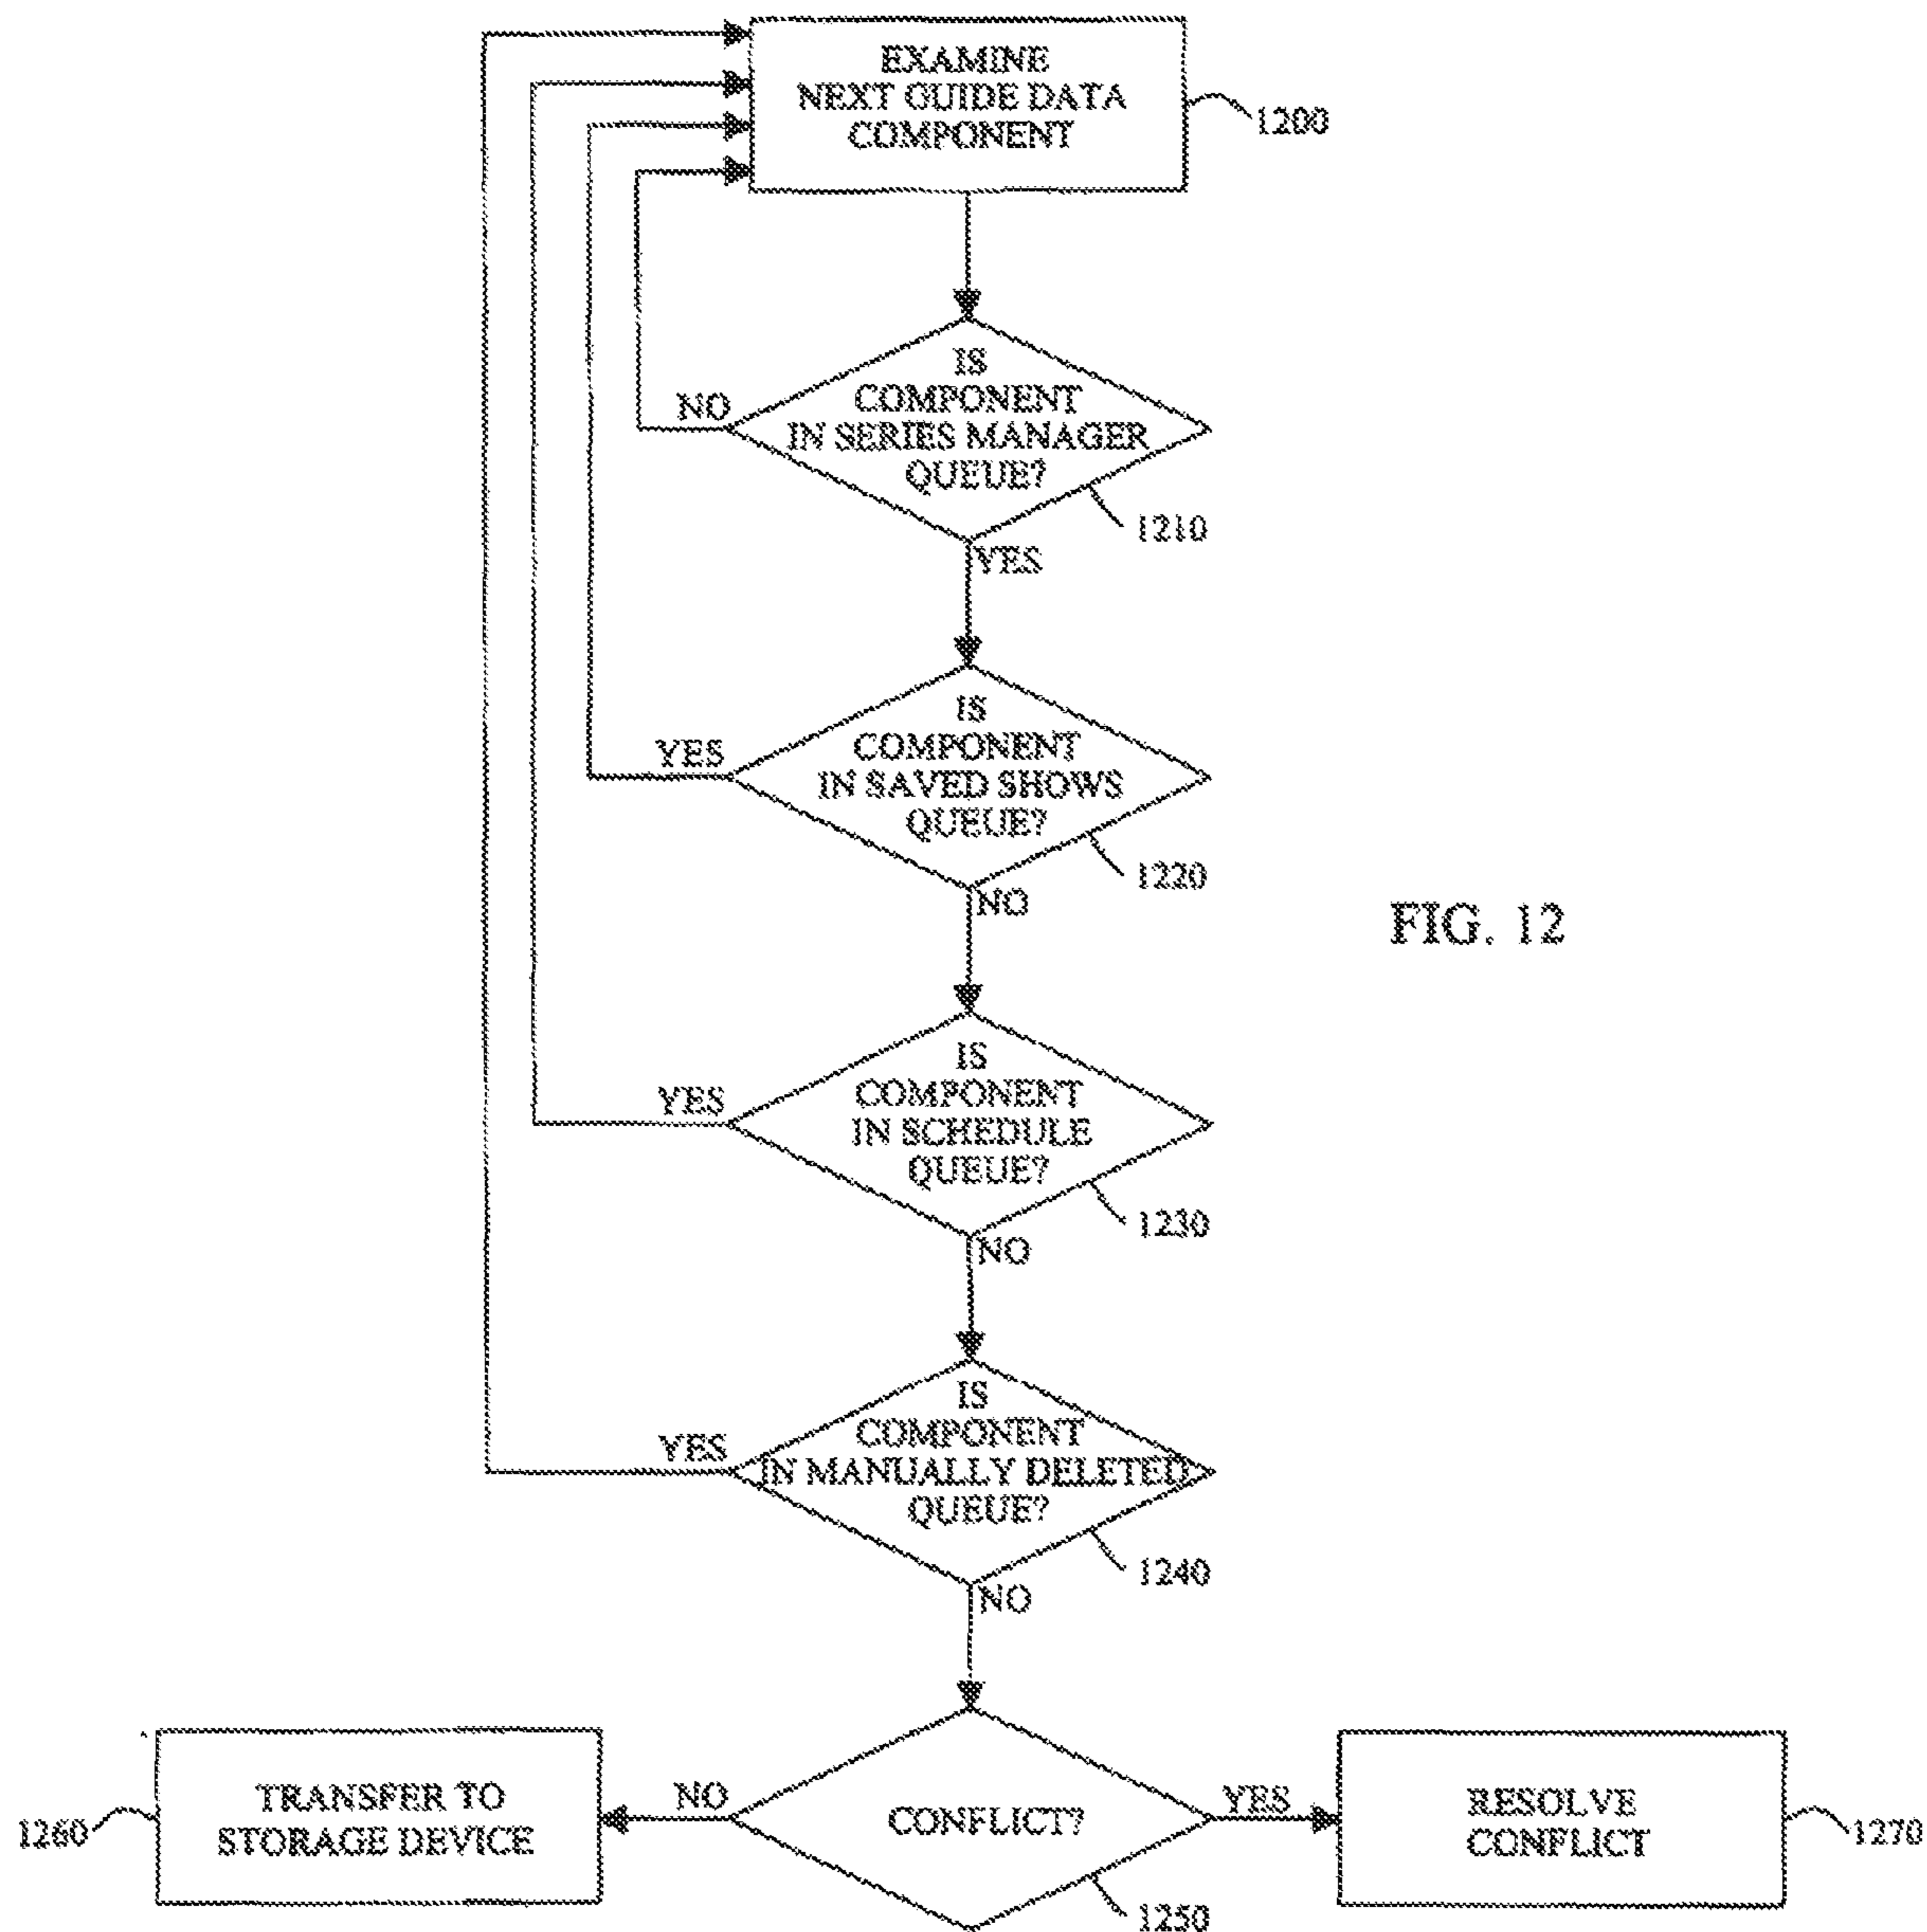 EXAMINE
NEXT GUIDE DATA
COMPONENT
1200
IS
COMPONENT
IN SERIES MANAGER
QUEUE?
NO
1210
YES
IS
COMPONENT
IN SAVED SHOWS
QUEUE?
YES
1220
NO
FIG. 12
IS
COMPONENT
IN SCHEDULE
QUEUE?
YES
1230
NO
IS
COMPONENT
IN MANUALLY DELETED
QUEUE?
YES
1240
NO
TRANSFER TO
STORAGE DEVICE
1260
NO
CONFLICT?
YES
RESOLVE
CONFLICT
1270
1250